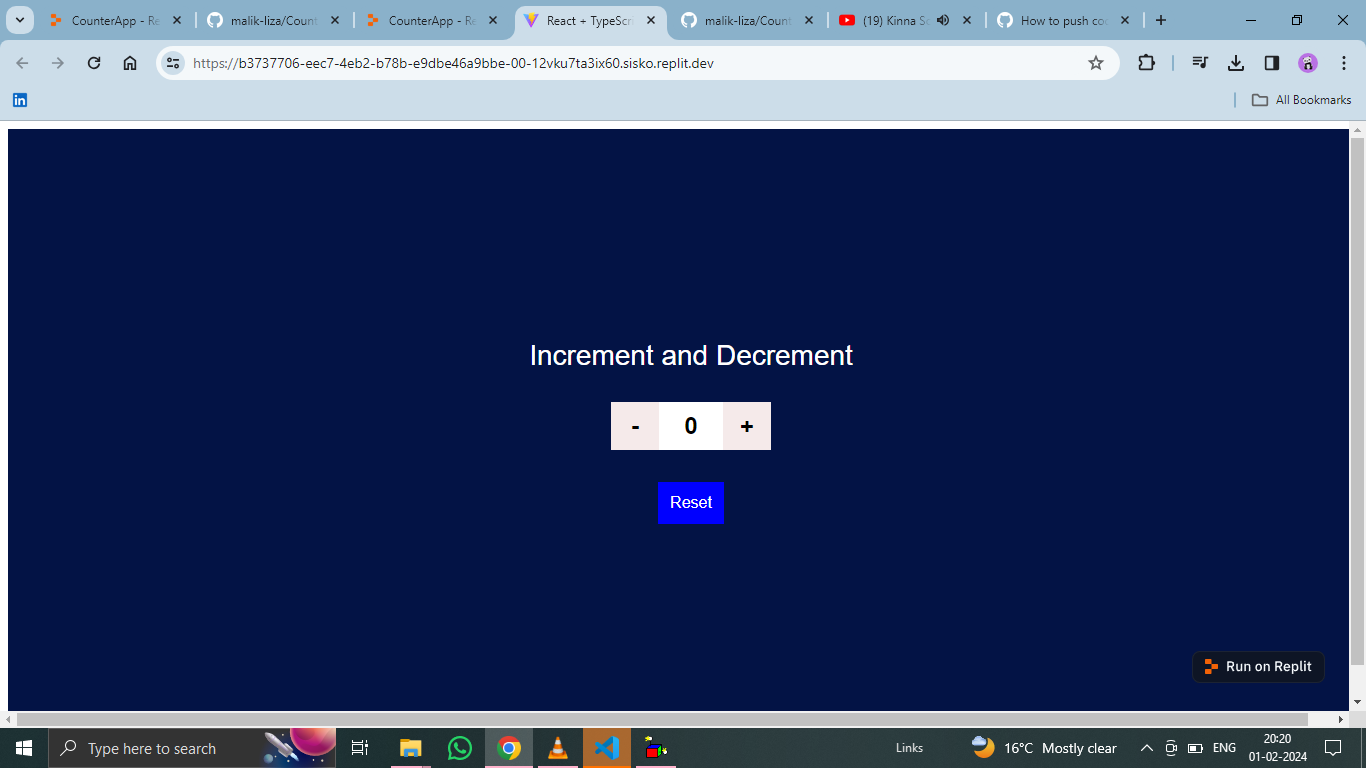 CounterApp - Re
malik-liza/Count
CounterApp - Re
React + TypeScri
malik-liza/Count
(19) Kinna So
How to push co
https://b3737706-eec7-4eb2-b78b-e9dbe46a9bbe-00-12vku7ta3ix60.sisko.replit.dev
in
All Bookmarks
Increment and Decrement
- 0 +
Reset
Run on Replit
Type here to search
Links
16°C Mostly clear
ENG
20:20
01-02-2024